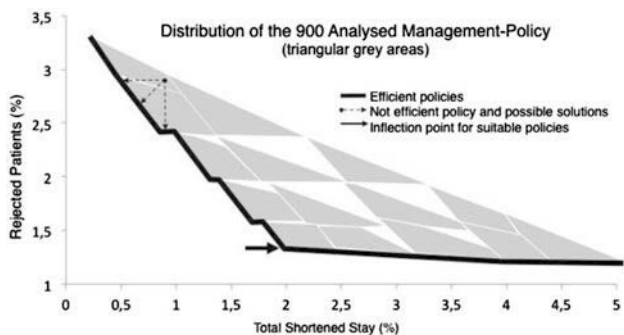 Distribution of the 900 Analysed Management-Policy
(triangular grey areas)
Efficient policies
Not efficient policy and possible solutions
Inflection point for suitable policies
Rejected Patients (%)
3,5
3
2,5
2
1,5
1
0 0,5 1 1,5 2 2,5 3 3,5 4 4,5 5
Total Shortened Stay (%)